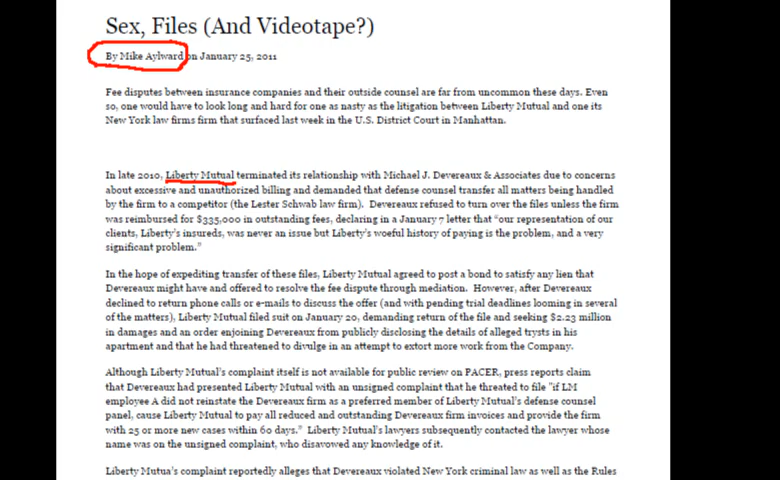 Sex, Files (And Videotape?)
By Mike Aylward on January 25, 2011
Fee disputes between insurance companies and their outside counsel are far from uncommon these days. Even
so, one would have to look long and hard for one as nasty as the litigation between Liberty Mutual and one its
New York law firms firm that surfaced last week in the U.S. District Court in Manhattan.
In late 2010, Liberty Mutual terminated its relationship with Michael J. Devereaux & Associates due to concerns
about excessive and unauthorized billing and demanded that defense counsel transfer all matters being handled
by the firm to a competitor (the Lester Schwab law firm).  Devereaux refused to turn over the files unless the firm
was reimbursed for $335,000 in outstanding fees, declaring in a January 7 letter that “our representation of our
clients, Liberty’s insureds, was never an issue but Liberty’s woeful history of paying is the problem, and a very
significant problem.”
In the hope of expediting transfer of these files, Liberty Mutual agreed to post a bond to satisfy any lien that
Devereaux might have and offered to resolve the fee dispute through mediation.  However, after Devereaux
declined to return phone calls or e-mails to discuss the offer (and with pending trial deadlines looming in several
of the matters), Liberty Mutual filed suit on January 20, demanding return of the file and seeking $2.23 million
in damages and an order enjoining Devereaux from publicly disclosing the details of alleged trysts in his
apartment and that he had threatened to divulge in an attempt to extort more work from the Company.
Although Liberty Mutual’s complaint itself is not available for public review on PACER, press reports claim
that Devereaux had presented Liberty Mutual with an unsigned complaint that he threated to file "if LM
employee A did not reinstate the Devereaux firm as a preferred member of Liberty Mutual’s defense counsel
panel, cause Liberty Mutual to pay all reduced and outstanding Devereaux firm invoices and provide the firm
with 25 or more new cases within 60 days.”  Liberty Mutual’s lawyers subsequently contacted the lawyer whose
name was on the unsigned complaint, who disavowed any knowledge of it.
Liberty Mutua’s complaint reportedly alleges that Devereaux violated New York criminal law as well as the Rules